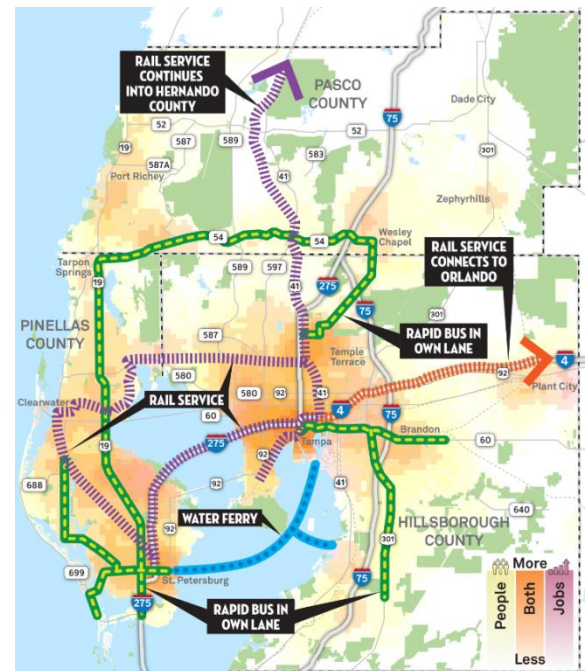 RAIL SERVICE
CONTINUES
INTO HERNANDO
COUNTY
PASCO
COUNTY
75
Dade City
52
19
587
589
52
301
587A
583
Port Richey
41
Zephyrhills
54
54
Wesley
Chapel
RAIL SERVICE
CONNECTS TO
ORLANDO
Tarpon
Springs
19
589
597
41
275
301
PINELLAS
COUNTY
75
587
Temple
Terrace
RAPID BUS IN
OWN LANE
4
92
Plant City
580
580
92
41
Clearwater
RAIL SERVICE
60
4
75
Brandon
19
275
Tampa
60
92
688
92
41
92
640
WATER FERRY
HILLSBOROUGH
COUNTY
301
699
St. Petersburg
75
275
RAPID BUS IN
OWN LANE
More
People
Both
Jobs
Less